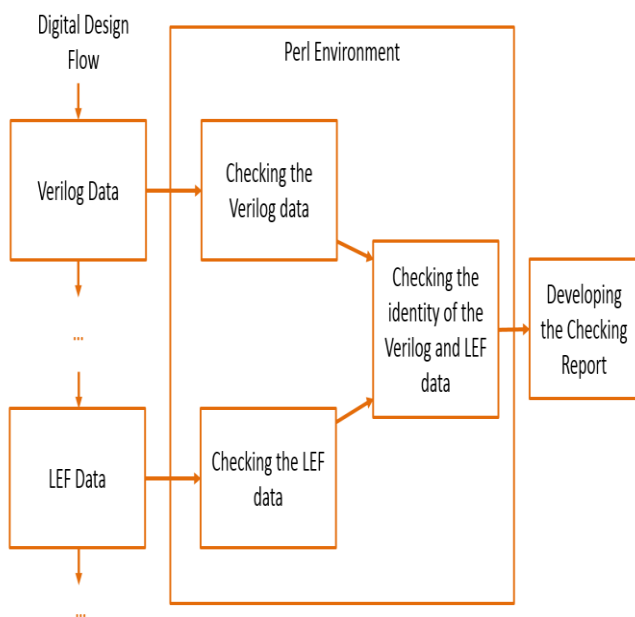 Digital Design
Flow
Perl Environment
Verilog Data
Checking the
Verilog data
Checking the
identity of the
Verilog and LEF
data
Developing
the Checking
Report
...
LEF Data
Checking the LEF
data
...